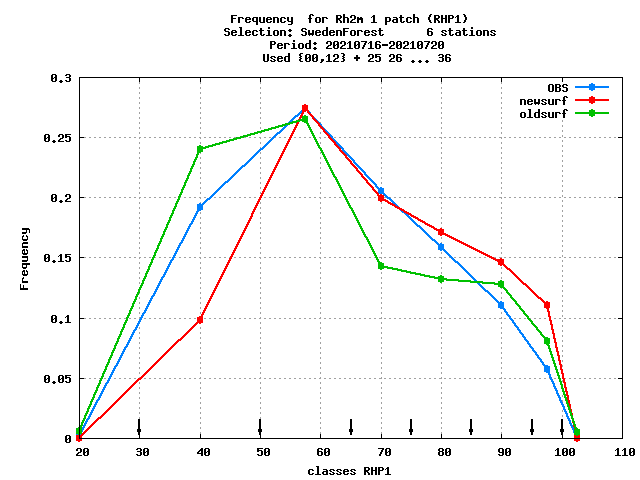 Frequency  for Rh2m 1 patch (RHP1)
Selection: SwedenForest      6 stations
Period: 20210716-20210720
Used {00,12} + 25 26 ... 36
OBS
newsurf
oldsurf
0.3
0.25
0.2
0.15
0.1
0.05
0
Frequency
20 30 40 50 60 70 80 90 100 110
classes RHP1